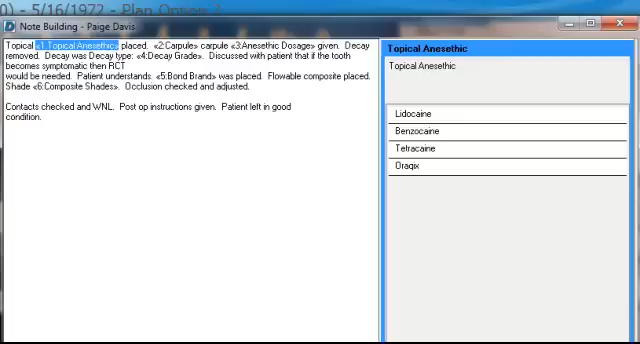 0) - 5/16/1972 - Plan Option 1
Note Building - Paige Davis
Topical «1:Topical Anesethic» placed. «2:Carpule» carpule «3:Anesethic Dosage» given. Decay
removed. Decay was Decay type: «4:Decay Grade». Discussed with patient that if the tooth
becomes symptomatic then RCT
would be needed. Patient understands. «5:Bond Brand» was placed. Flowable composite placed.
Shade «6:Composite Shades». Occlusion checked and adjusted.
Contacts checked and WNL. Post op instructions given. Patient left in good
condition.
Topical Anesethic
Topical Anesethic
Lidocaine
Benzocaine
Tetracaine
Oraqix